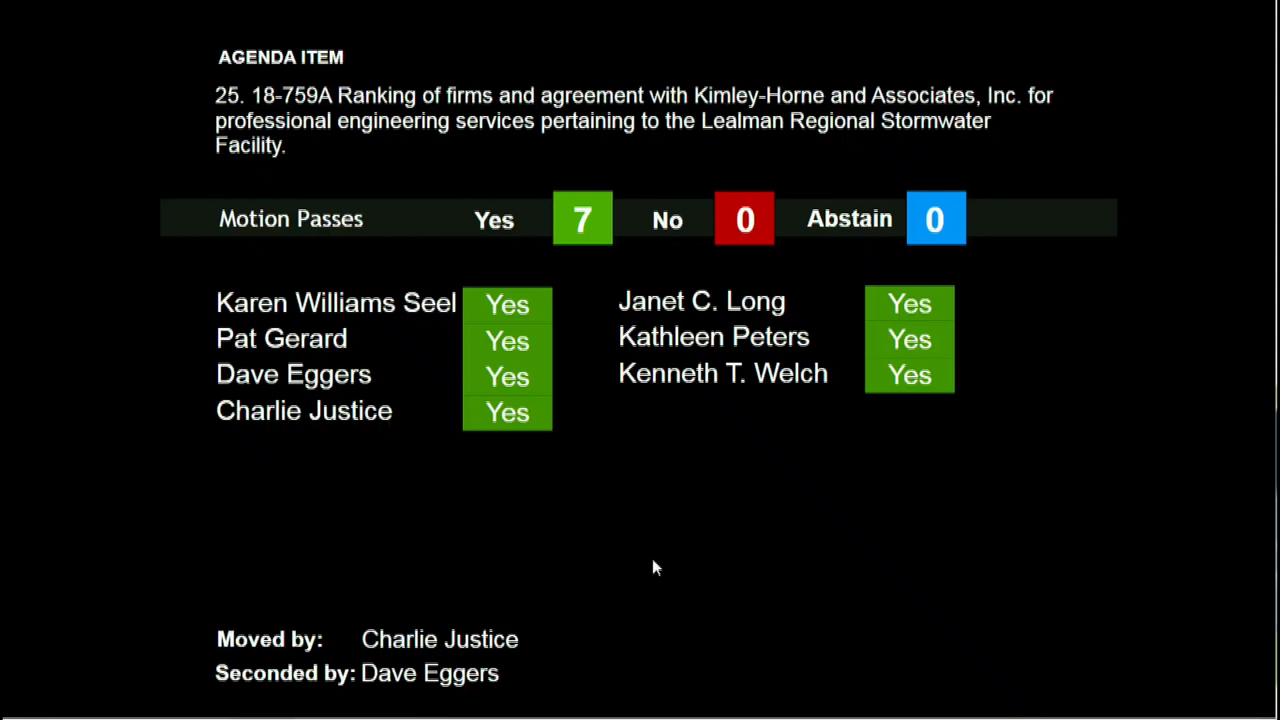 AGENDA ITEM
25. 18-759A Ranking of firms and agreement with Kimley-Horne and Associates, Inc. for
professional engineering services pertaining to the Lealman Regional Stormwater
Facility.
Motion Passes Yes 7 No 0 Abstain 0
Karen Williams Seel Yes Janet C. Long Yes
Pat Gerard Yes Kathleen Peters Yes
Dave Eggers Yes Kenneth T. Welch Yes
Charlie Justice Yes
Moved by: Charlie Justice
Seconded by: Dave Eggers